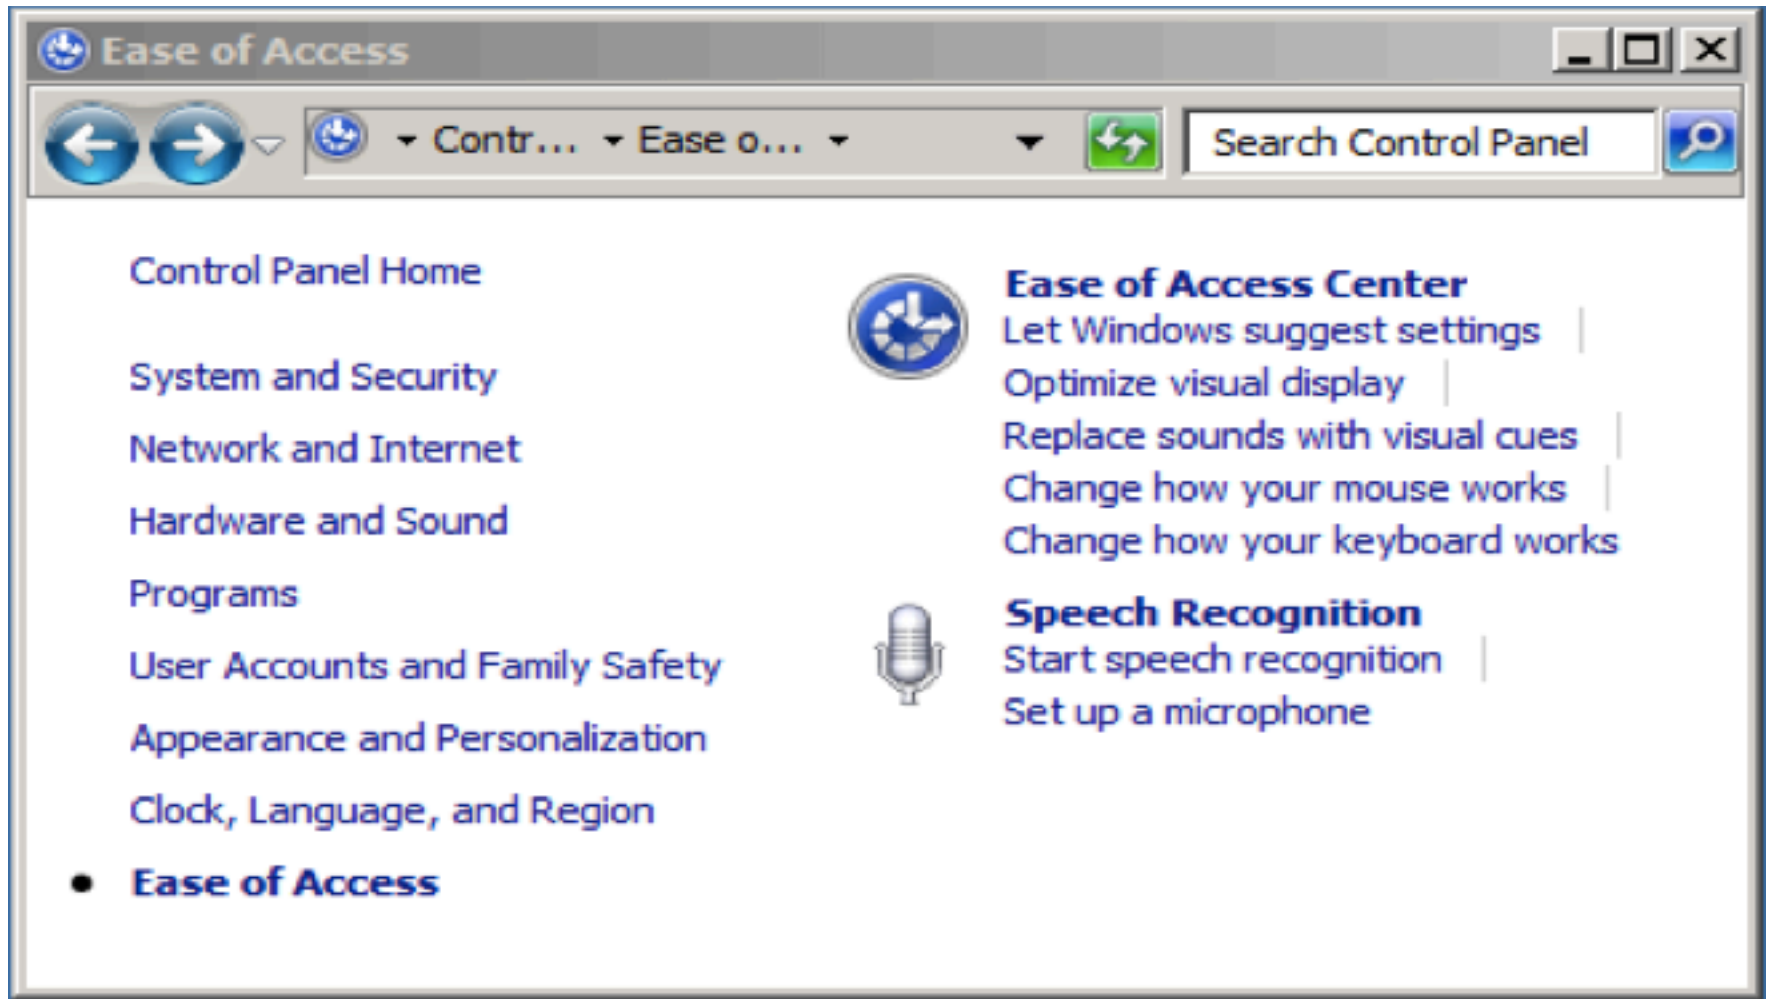 Ease of Access
Contr... Ease o... Search Control Panel
Control Panel Home
System and Security
Network and Internet
Hardware and Sound
Programs
User Accounts and Family Safety
Appearance and Personalization
Clock, Language, and Region
• Ease of Access
Ease of Access Center
Let Windows suggest settings
Optimize visual display
Replace sounds with visual cues
Change how your mouse works
Change how your keyboard works
Speech Recognition
Start speech recognition
Set up a microphone